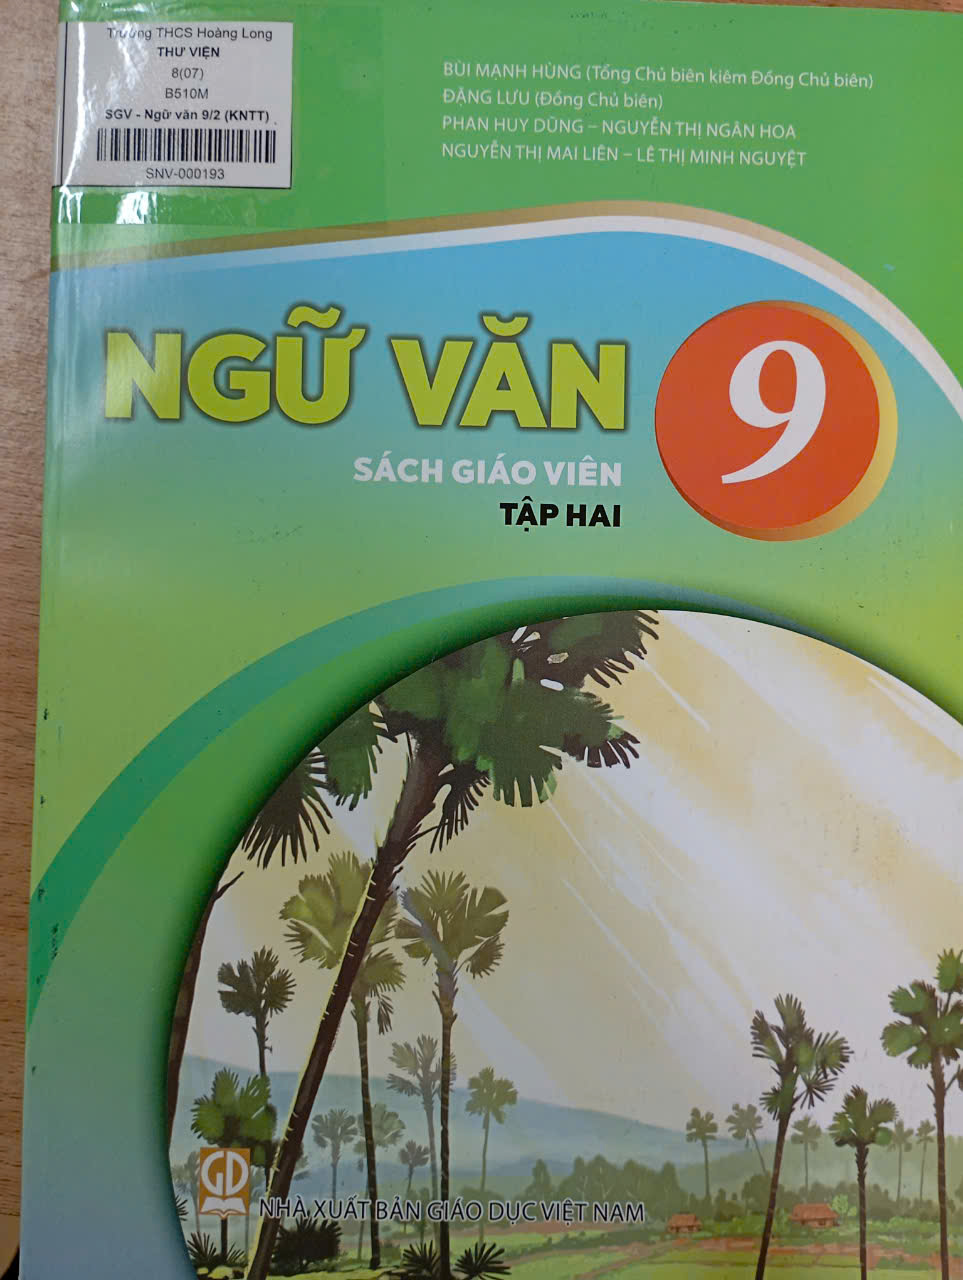 Trường THCS Hoàng Long
THƯ VIỆN
8(07)
B510M
SGV - Ngữ văn 9/2 (KNTT)
SNV-000193
BÙI MẠNH HÙNG (Tổng Chủ biên kiêm Đồng Chủ biên)
ĐẶNG LƯU (Đồng Chủ biên)
PHAN HUY DŨNG – NGUYỄN THỊ NGÂN HOA
NGUYỄN THỊ MAI LIÊN – LÊ THỊ MINH NGUYỆT
NGỮ VĂN 9
SÁCH GIÁO VIÊN
TẬP HAI
GD
NHÀ XUẤT BẢN GIÁO DỤC VIỆT NAM